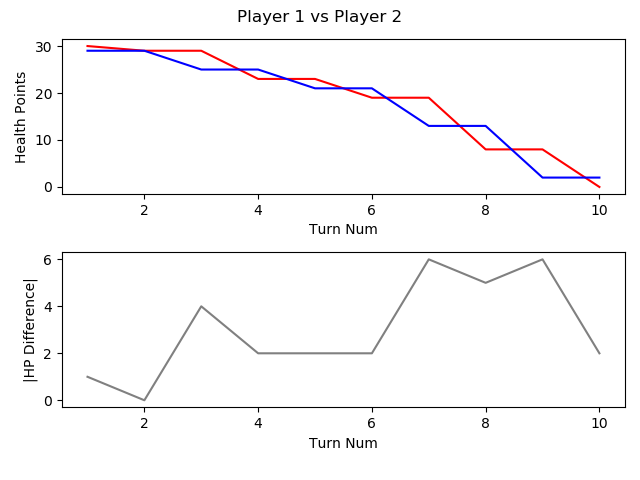 Player 1 vs Player 2
30
20
10
0
Health Points
2 4 6 8 10
Turn Num
6
4
2
0
|HP Difference|
2 4 6 8 10
Turn Num